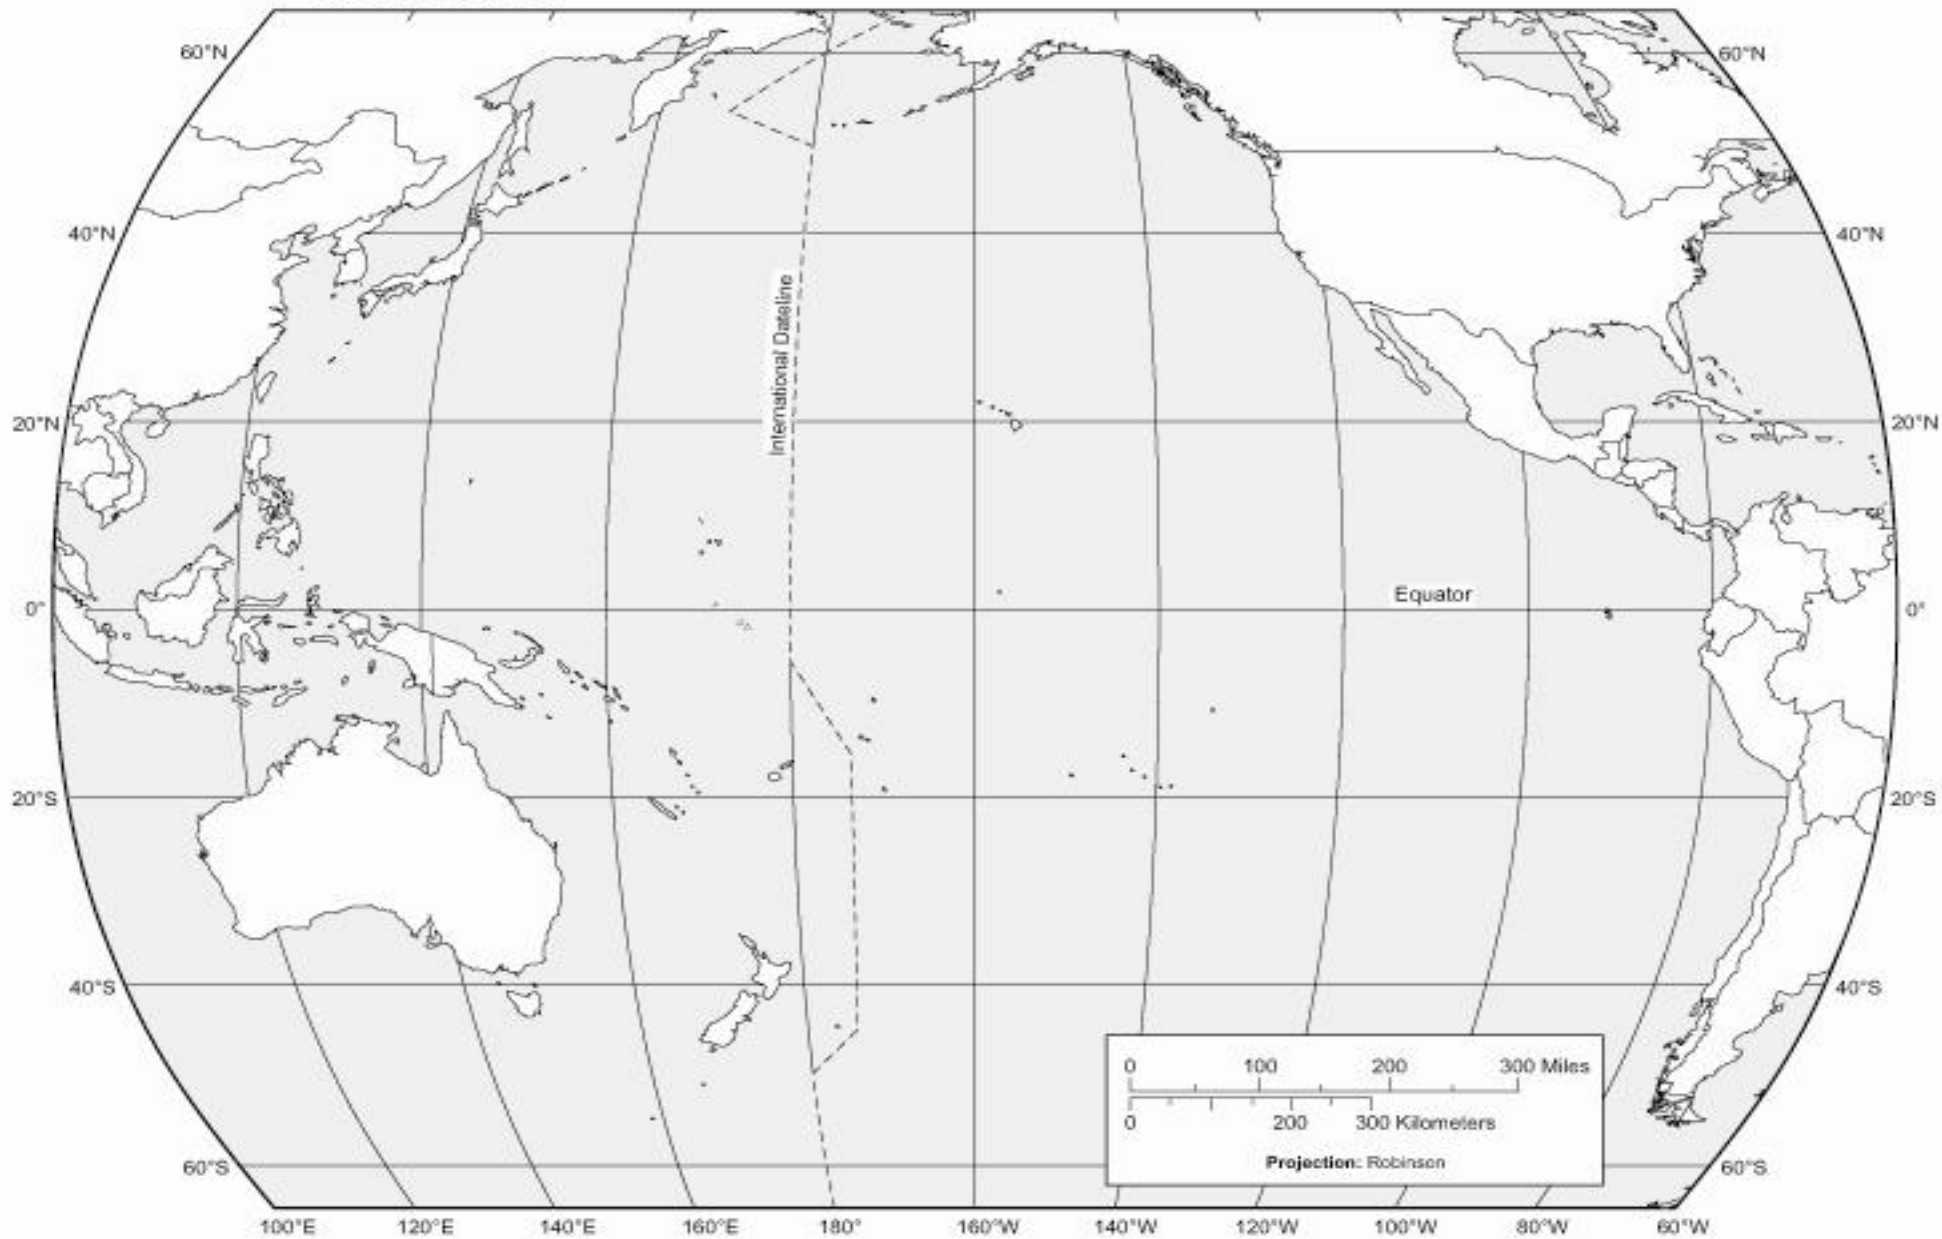 60°N
60°N
40°N
40°N
International Dateline
20°N
20°N
Equator
0°
0°
20°S
20°S
40°S
40°S
0 100 200 300 Miles
0 200 300 Kilometers
Projection: Robinson
60°S
60°S
100°E 120°E 140°E 160°E 180° 160°W 140°W 120°W 100°W 80°W 60°W